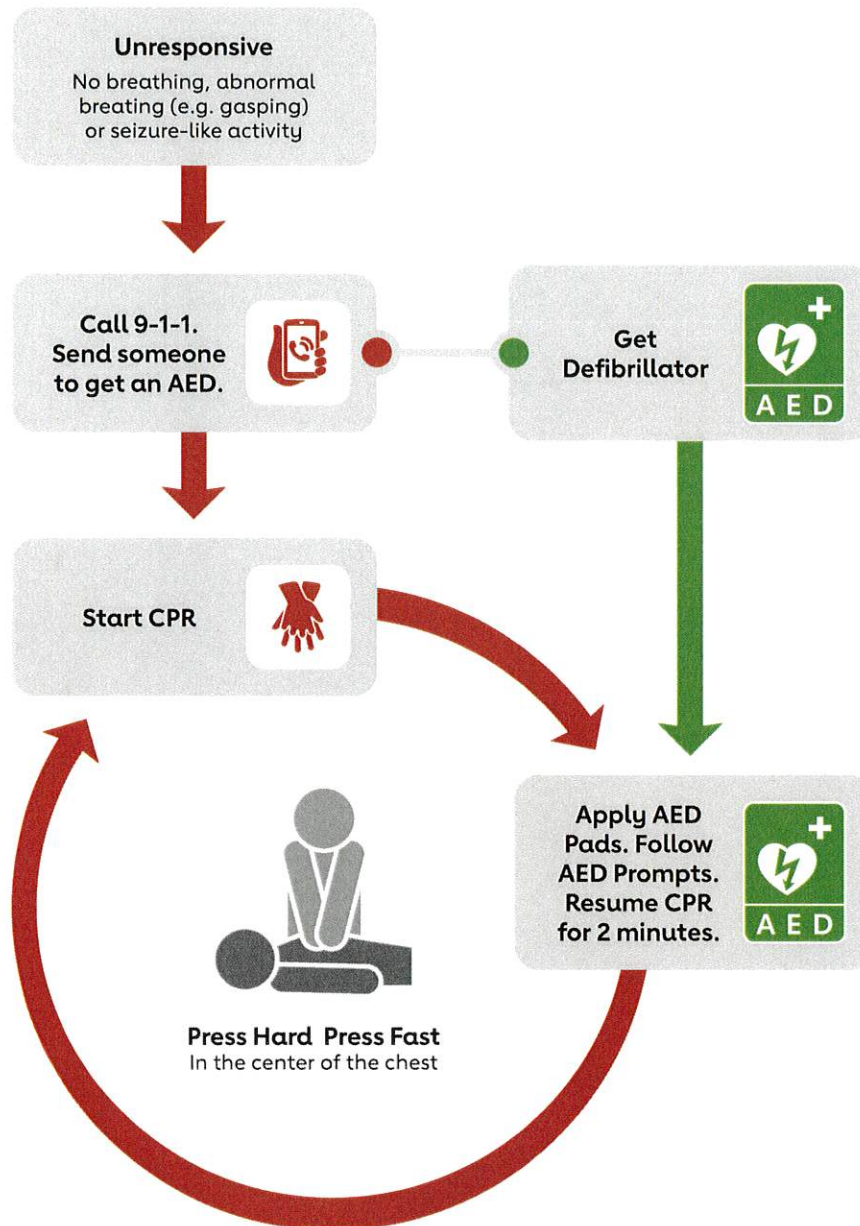 Unresponsive
No breathing, abnormal
breating (e.g. gasping)
or seizure-like activity
Call 9-1-1.
Send someone
to get an AED.
Get
Defibrillator
AED
Start CPR
Apply AED
Pads. Follow
AED Prompts.
Resume CPR
for 2 minutes.
AED
Press Hard Press Fast
In the center of the chest